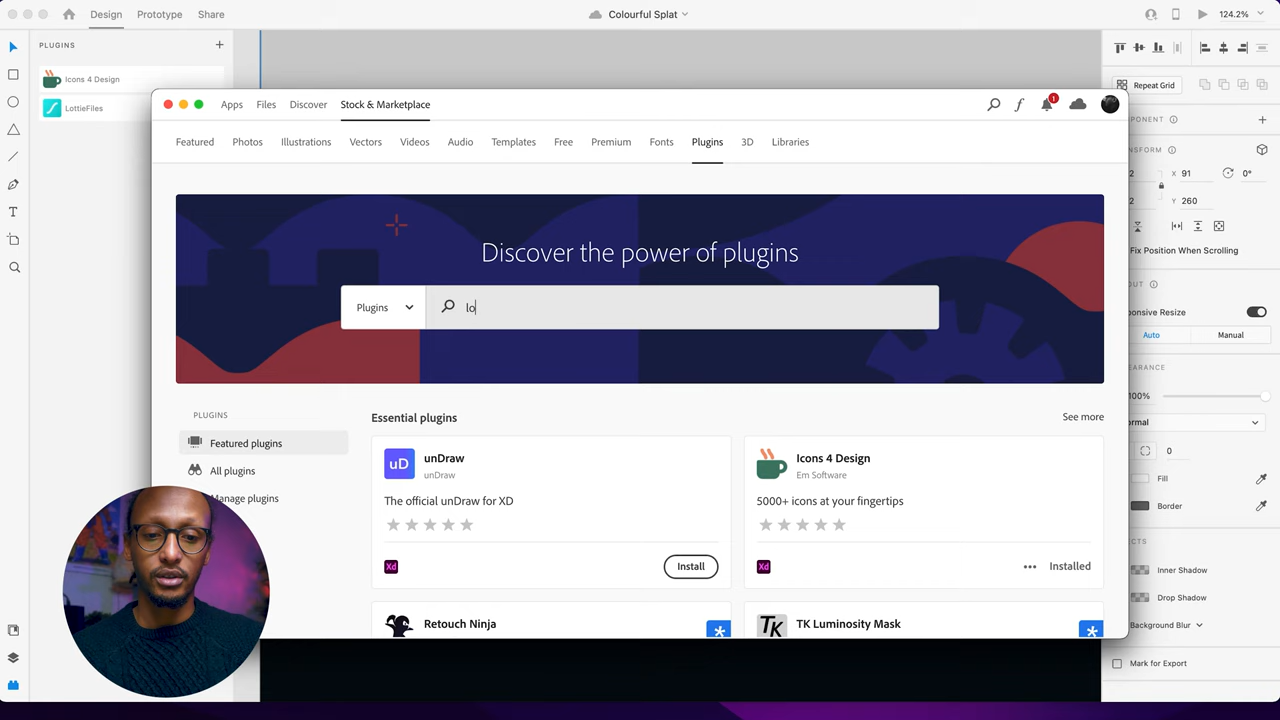 Design Prototype Share
Colourful Splat
124.2%
PLUGINS
Icons 4 Design
LottieFiles
Apps Files Discover Stock & Marketplace
1
Featured Photos Illustrations Vectors Videos Audio Templates Free Premium Fonts Plugins 3D Libraries
Discover the power of plugins
Plugins
lo
PLUGINS
Featured plugins
All plugins
Manage plugins
Essential plugins
See more
uD
unDraw
unDraw
The official unDraw for XD
Xd
Install
Icons 4 Design
Em Software
5000+ icons at your fingertips
Xd
Installed
Retouch Ninja
TK
TK Luminosity Mask
Repeat Grid
X 91
0°
Y 260
Fix Position When Scrolling
Auto
Manual
100%
0
Fill
Border
Inner Shadow
Drop Shadow
Background Blur
Mark for Export